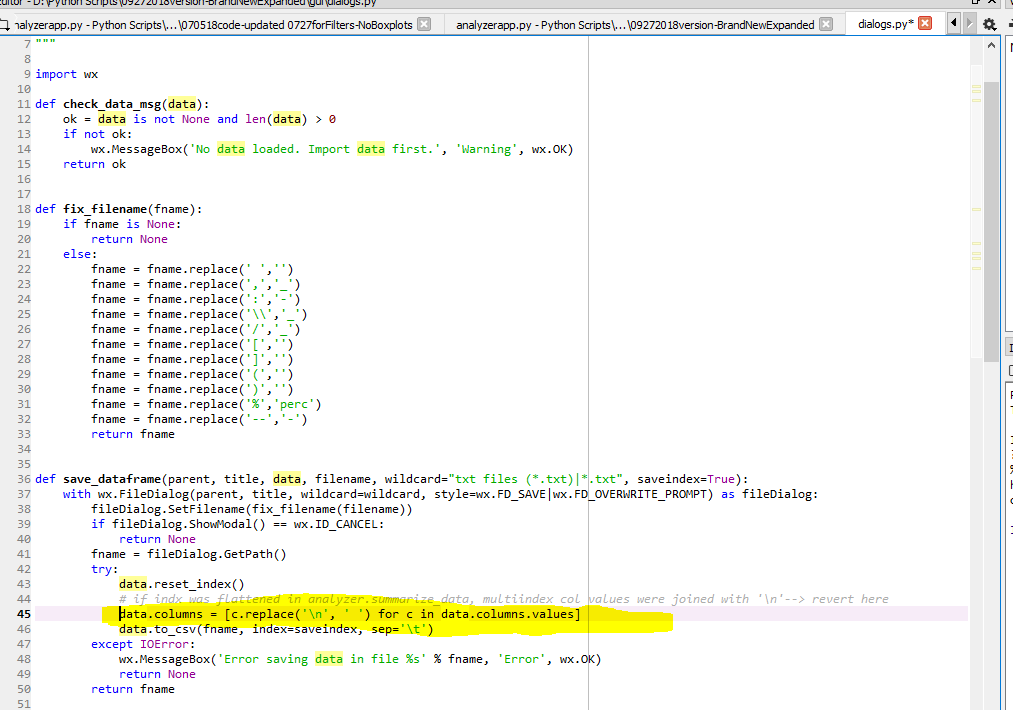 ditor - D:\Python Scripts\09272018version-BrandNewExpanded\gui\dialogs.py
nalyzerapp.py - Python Scripts\...\070518code-updated 0727forFilters-NoBoxplots
analyzerapp.py - Python Scripts\...\09272018version-BrandNewExpanded
dialogs.py*
7 """
8
9 import wx
10
11 def check_data_msg(data):
12 ok = data is not None and len(data) > 0
13 if not ok:
14 wx.MessageBox('No data loaded. Import data first.', 'Warning', wx.OK)
15 return ok
16
17
18 def fix_filename(fname):
19 if fname is None:
20 return None
21 else:
22 fname = fname.replace(' ','')
23 fname = fname.replace(',','_')
24 fname = fname.replace(':','-')
25 fname = fname.replace('\\','_')
26 fname = fname.replace('/','_')
27 fname = fname.replace('[','')
28 fname = fname.replace(']','')
29 fname = fname.replace('(','')
30 fname = fname.replace(')','')
31 fname = fname.replace('%','perc')
32 fname = fname.replace('--','-')
33 return fname
34
35
36 def save_dataframe(parent, title, data, filename, wildcard="txt files (*.txt)|*.txt", saveindex=True):
37 with wx.FileDialog(parent, title, wildcard=wildcard, style=wx.FD_SAVE|wx.FD_OVERWRITE_PROMPT) as fileDialog:
38 fileDialog.SetFilename(fix_filename(filename))
39 if fileDialog.ShowModal() == wx.ID_CANCEL:
40 return None
41 fname = fileDialog.GetPath()
42 try:
43 data.reset_index()
44 # if indx was flattened in analyzer.summarize_data, multiindex col values were joined with '\n'--> revert here
45 data.columns = [c.replace('\n', ' ') for c in data.columns.values]
46 data.to_csv(fname, index=saveindex, sep='\t')
47 except IOError:
48 wx.MessageBox('Error saving data in file %s' % fname, 'Error', wx.OK)
49 return None
50 return fname
51